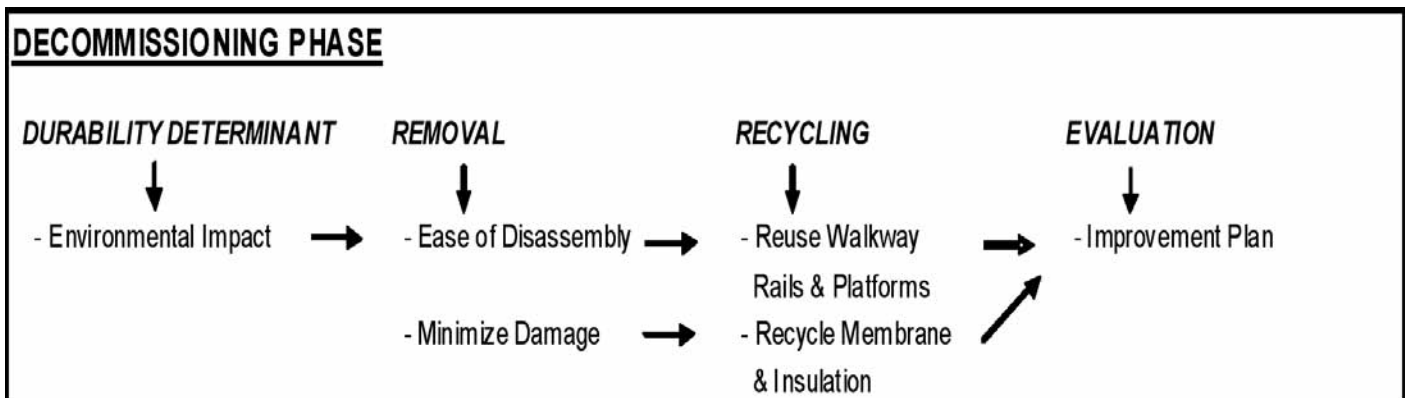 DECOMMISSIONING PHASE
DURABILITY DETERMINANT REMOVAL RECYCLING EVALUATION
- Environmental Impact - Ease of Disassembly - Reuse Walkway - Improvement Plan
Rails & Platforms
- Minimize Damage - Recycle Membrane
& Insulation